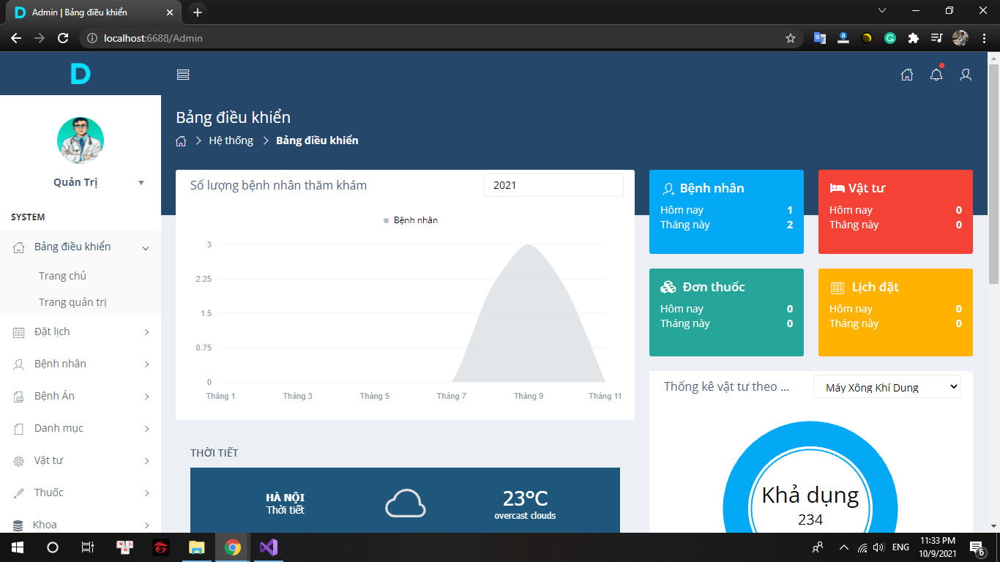 Admin | Bảng điều khiển
localhost:6688/Admin
D
Bảng điều khiển
Hệ thống > Bảng điều khiển
Quản Trị
SYSTEM
Bảng điều khiển
Trang chủ
Trang quản trị
Đặt lịch
Bệnh nhân
Bệnh Án
Danh mục
Vật tư
Thuốc
Khoa
Số lượng bệnh nhân thăm khám
2021
Bệnh nhân
3
2.25
1.5
0.75
0
Tháng 1 Tháng 3 Tháng 5 Tháng 7 Tháng 9 Tháng 11
THỜI TIẾT
HÀ NỘI
Thời tiết
23°C
overcast clouds
Bệnh nhân
Hôm nay 1
Tháng này 2
Vật tư
Hôm nay 0
Tháng này 0
Đơn thuốc
Hôm nay 0
Tháng này 0
Lịch đặt
Hôm nay 0
Tháng này 0
Thống kê vật tư theo ...
Máy Xông Khí Dung
Khả dụng
234
ENG
11:33 PM
10/9/2021
6